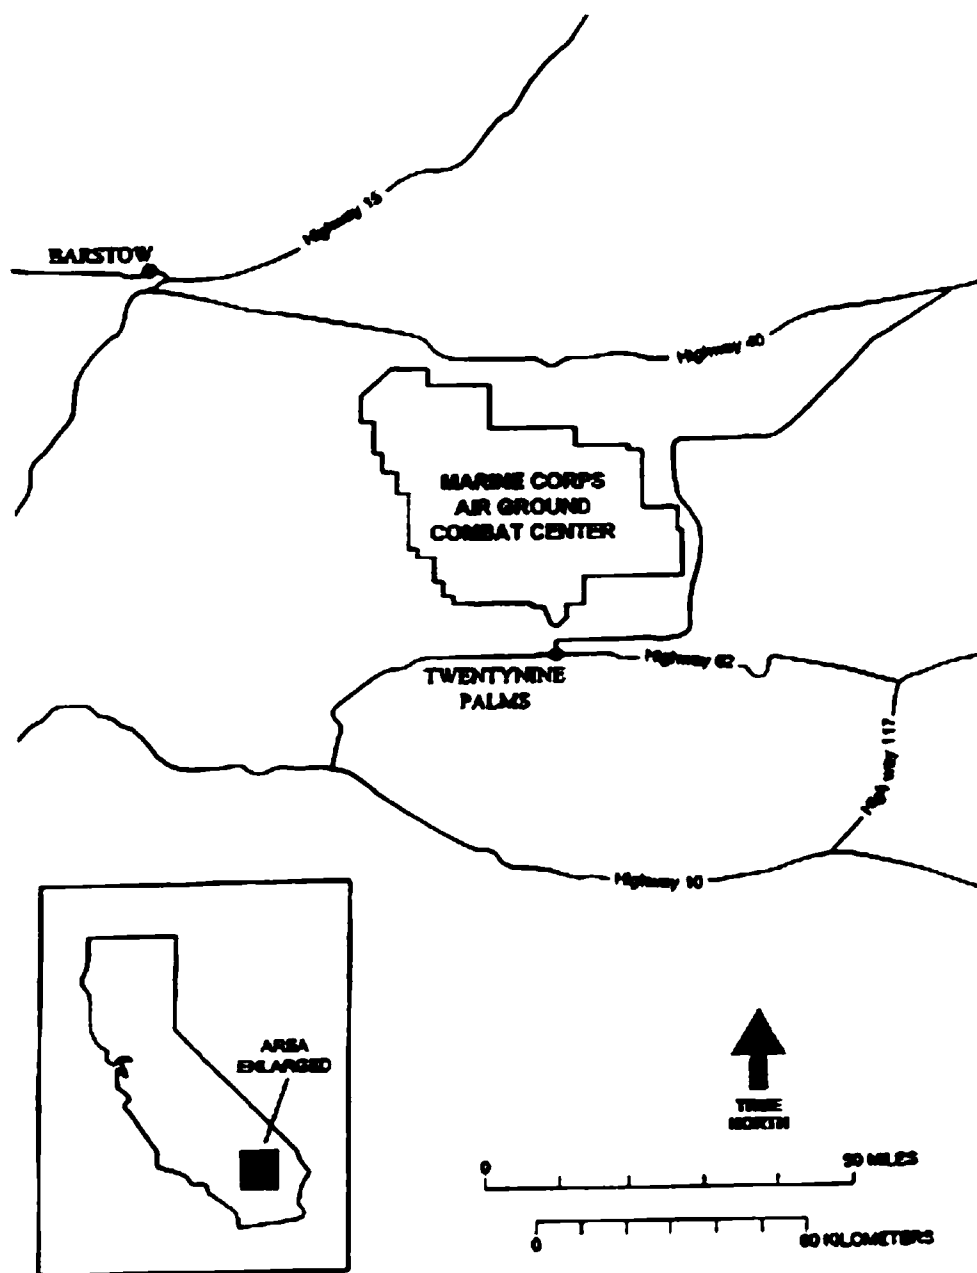 Highway 15
BARSTOW
Highway 40
MARINE CORPS
AIR GROUND
COMBAT CENTER
Highway 62
TWENTYNINE
PALMS
Highway 10
AREA
ENLARGED
TRUE
NORTH
0
MILES
0
KILOMETERS